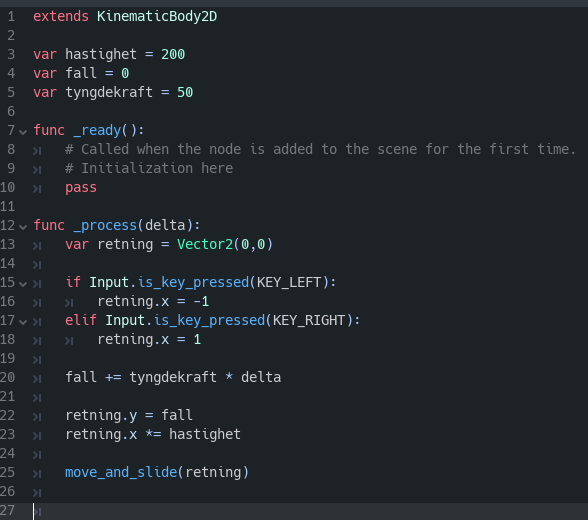 1 extends KinematicBody2D
2
3 var hastighet = 200
4 var fall = 0
5 var tyngdekraft = 50
6
7 func _ready():
8 # Called when the node is added to the scene for the first time.
9 # Initialization here
10 pass
11
12 func _process(delta):
13 var retning = Vector2(0,0)
14
15 if Input.is_key_pressed(KEY_LEFT):
16 retning.x = -1
17 elif Input.is_key_pressed(KEY_RIGHT):
18 retning.x = 1
19
20 fall += tyngdekraft * delta
21
22 retning.y = fall
23 retning.x *= hastighet
24
25 move_and_slide(retning)
26
27